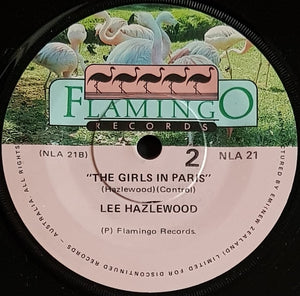 FLAMINGO
RECORDS
(NLA 21B)
2
NLA 21
"THE GIRLS IN PARIS"
(Hazlewood)(Control)
LEE HAZLEWOOD
(P) Flamingo Records.
ALL RIGHTS
MANUFACTURED BY EMI (NEW ZEALAND) LIMITED FOR DISCONTINUED RECORDS - AUSTRALIA